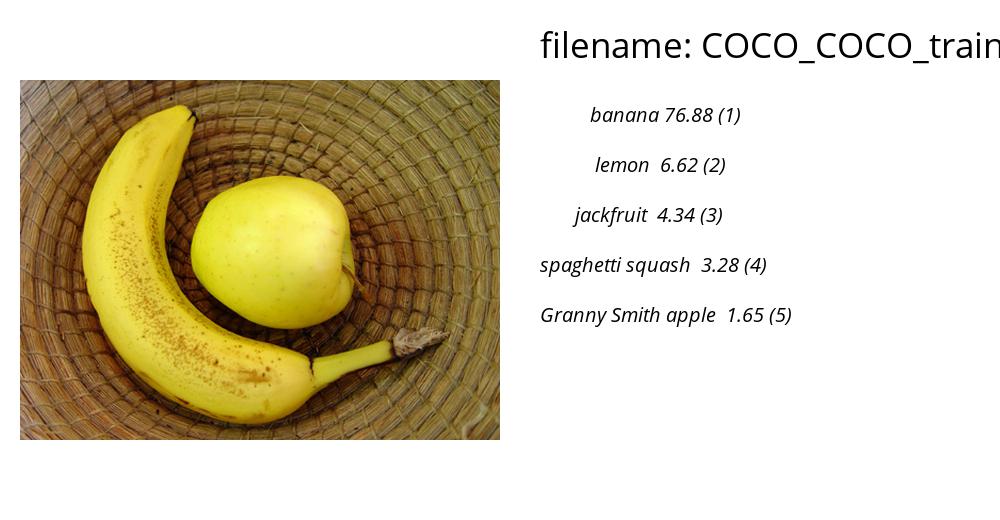 filename: COCO_COCO_train
banana 76.88 (1)
lemon 6.62 (2)
jackfruit 4.34 (3)
spaghetti squash 3.28 (4)
Granny Smith apple 1.65 (5)